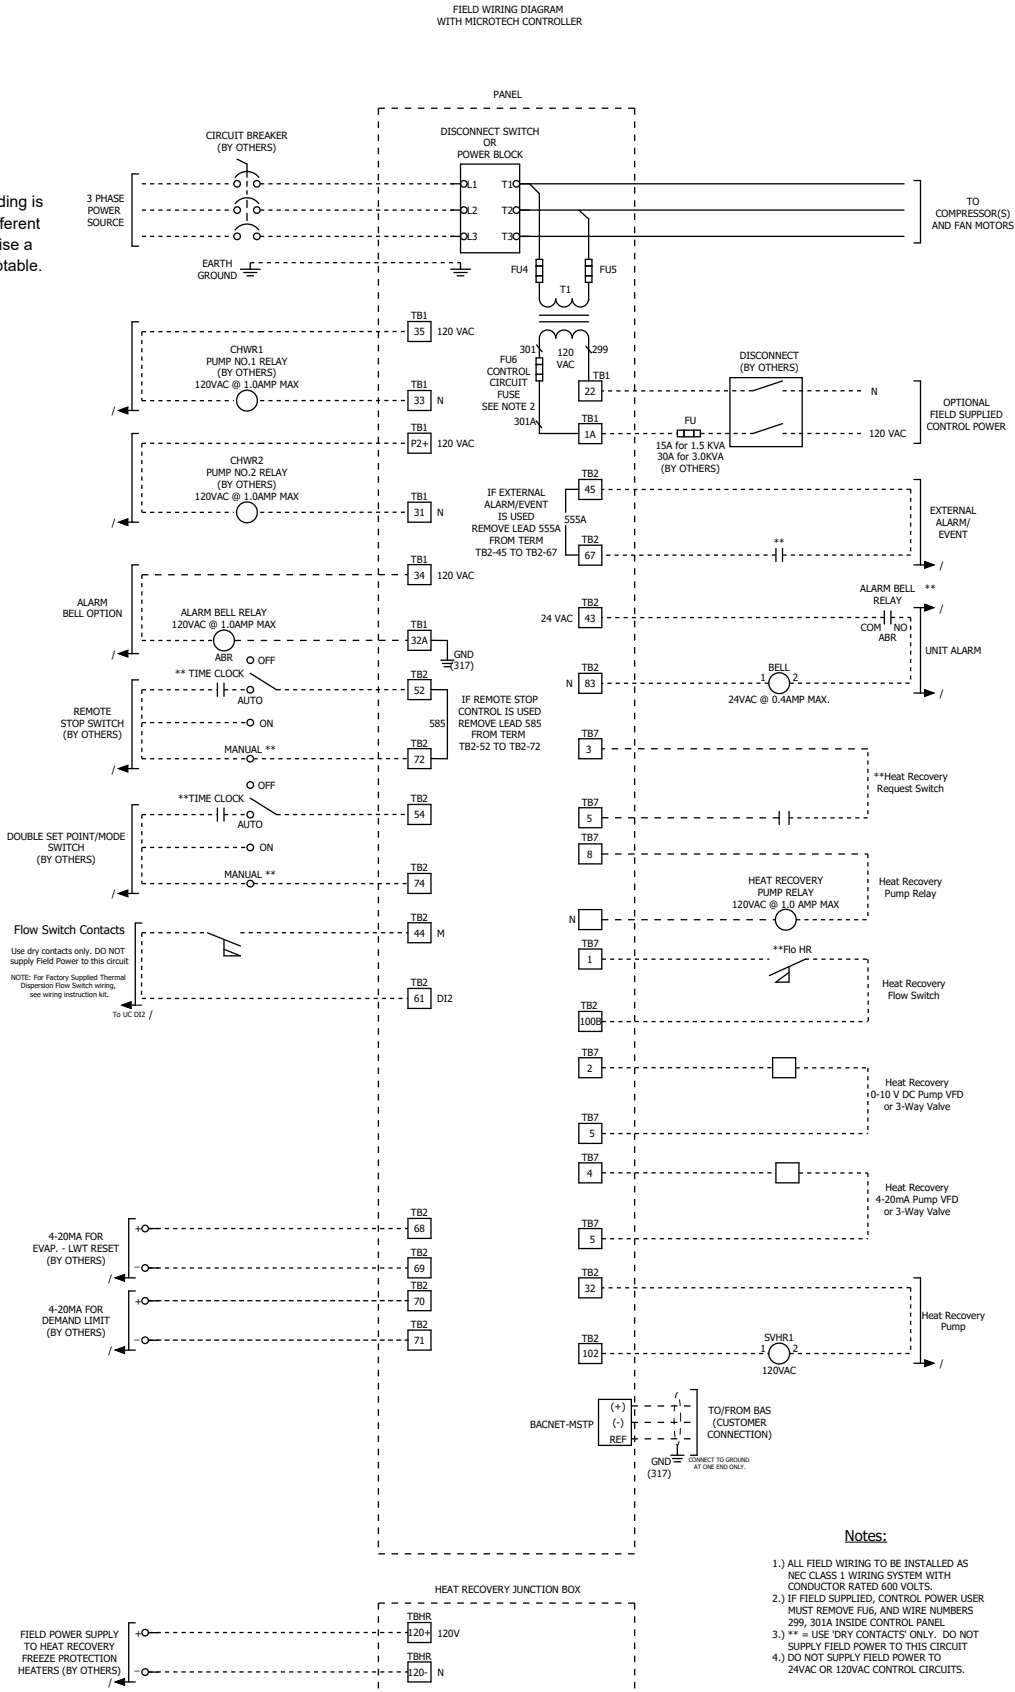 FIELD WIRING DIAGRAM
WITH MICROTECH CONTROLLER
PANEL
CIRCUIT BREAKER
(BY OTHERS)
DISCONNECT SWITCH
OR
POWER BLOCK
3 PHASE
POWER
SOURCE
L1
T1
L2
T2
L3
T3
TO
COMPRESSOR(S)
AND FAN MOTORS
EARTH
GROUND
FU4
FU5
T1
301
120
VAC
299
FU6
CONTROL
CIRCUIT
FUSE
SEE NOTE 2
301A
TB1
35
120 VAC
CHWR1
PUMP NO.1 RELAY
(BY OTHERS)
120VAC @ 1.0AMP MAX
TB1
33
N
/
TB1
P2+
120 VAC
CHWR2
PUMP NO.2 RELAY
(BY OTHERS)
120VAC @ 1.0AMP MAX
TB1
31
N
/
TB1
34
120 VAC
ALARM
BELL OPTION
ALARM BELL RELAY
120VAC @ 1.0AMP MAX
ABR
TB1
32A
GND
(317)
/
OFF
** TIME CLOCK
AUTO
TB2
52
REMOTE
STOP SWITCH
(BY OTHERS)
ON
MANUAL **
TB2
72
585
IF REMOTE STOP
CONTROL IS USED
REMOVE LEAD 585
FROM TERM
TB2-52 TO TB2-72
/
OFF
**TIME CLOCK
AUTO
TB2
54
DOUBLE SET POINT/MODE
SWITCH
(BY OTHERS)
ON
MANUAL **
TB2
74
/
Flow Switch Contacts
Use dry contacts only. DO NOT
supply Field Power to this circuit
NOTE: For Factory Supplied Thermal
Dispersion Flow Switch wiring,
see wiring instruction kit.
To UC DI2 /
TB2
44
M
TB2
61
DI2
4-20MA FOR
EVAP. - LWT RESET
(BY OTHERS)
+
TB2
68
–
TB2
69
/
4-20MA FOR
DEMAND LIMIT
(BY OTHERS)
+
TB2
70
–
TB2
71
/
TB1
22
DISCONNECT
(BY OTHERS)
N
TB1
1A
FU
15A for 1.5 KVA
30A for 3.0KVA
(BY OTHERS)
120 VAC
OPTIONAL
FIELD SUPPLIED
CONTROL POWER
IF EXTERNAL
ALARM/EVENT
IS USED
REMOVE LEAD 555A
FROM TERM
TB2-45 TO TB2-67
555A
TB2
45
TB2
67
**
EXTERNAL
ALARM/
EVENT
/
24 VAC
TB2
43
ALARM BELL
RELAY
**
COM
NO
ABR
/
UNIT ALARM
N
TB2
83
BELL
1
2
24VAC @ 0.4AMP MAX.
/
TB7
3
**Heat Recovery
Request Switch
TB7
5
TB7
8
HEAT RECOVERY
PUMP RELAY
120VAC @ 1.0 AMP MAX
Heat Recovery
Pump Relay
N
TB7
1
**Flo HR
Heat Recovery
Flow Switch
TB2
100B
TB7
2
Heat Recovery
0-10 V DC Pump VFD
or 3-Way Valve
TB7
5
TB7
4
Heat Recovery
4-20mA Pump VFD
or 3-Way Valve
TB7
5
TB2
32
Heat Recovery
Pump
TB2
102
SVHR1
1
2
120VAC
/
BACNET-MSTP
(+)
(-)
REF
TO/FROM BAS
(CUSTOMER
CONNECTION)
GND
(317)
CONNECT TO GROUND
AT ONE END ONLY.
HEAT RECOVERY JUNCTION BOX
FIELD POWER SUPPLY
TO HEAT RECOVERY
FREEZE PROTECTION
HEATERS (BY OTHERS)
+
TBHR
120+
120V
–
TBHR
120-
N
/
Notes:
1.) ALL FIELD WIRING TO BE INSTALLED AS
NEC CLASS 1 WIRING SYSTEM WITH
CONDUCTOR RATED 600 VOLTS.
2.) IF FIELD SUPPLIED, CONTROL POWER USER
MUST REMOVE FU6, AND WIRE NUMBERS
299, 301A INSIDE CONTROL PANEL
3.) ** = USE 'DRY CONTACTS' ONLY. DO NOT
SUPPLY FIELD POWER TO THIS CIRCUIT
4.) DO NOT SUPPLY FIELD POWER TO
24VAC OR 120VAC CONTROL CIRCUITS.
is
a